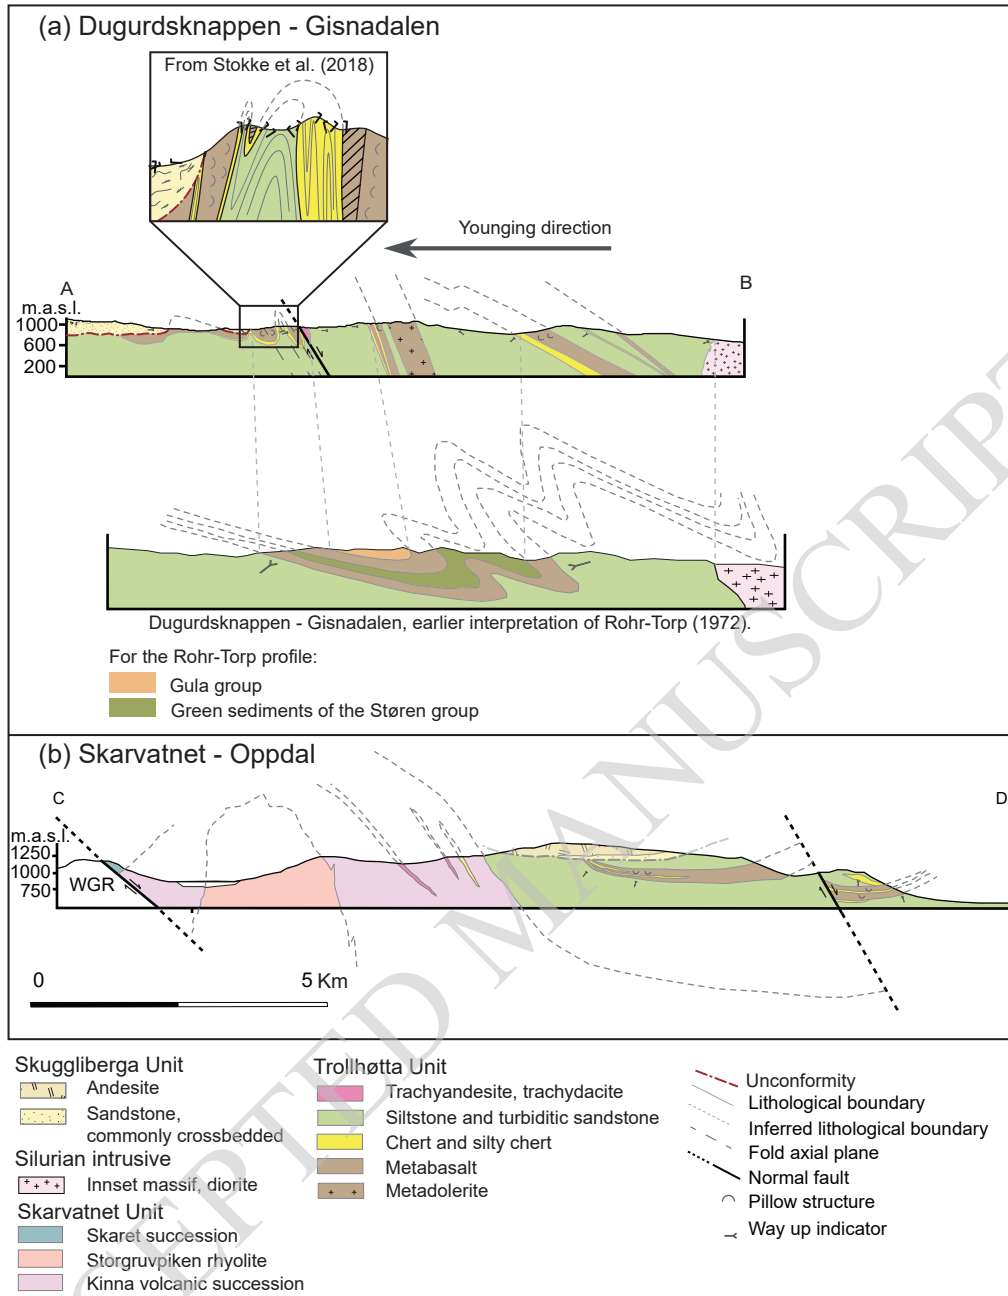 (a) Dugurdsknappen - Gisnadalen
From Stokke et al. (2018)
Younging direction
A
B
m.a.s.l.
1000
600
200
Dugurdsknappen - Gisnadalen, earlier interpretation of Rohr-Torp (1972).
For the Rohr-Torp profile:
Gula group
Green sediments of the Støren group
(b) Skarvatnet - Oppdal
C
D
m.a.s.l.
1250
1000
750
WGR
0
5 Km
Skuggliberga Unit
Andesite
Sandstone,
commonly crossbedded
Silurian intrusive
Innset massif, diorite
Skarvatnet Unit
Skaret succession
Storgruvpiken rhyolite
Kinna volcanic succession
Trollhøtta Unit
Trachyandesite, trachydacite
Siltstone and turbiditic sandstone
Chert and silty chert
Metabasalt
Metadolerite
Unconformity
Lithological boundary
Inferred lithological boundary
Fold axial plane
Normal fault
Pillow structure
Way up indicator
CEPTED MANUSCRIPT